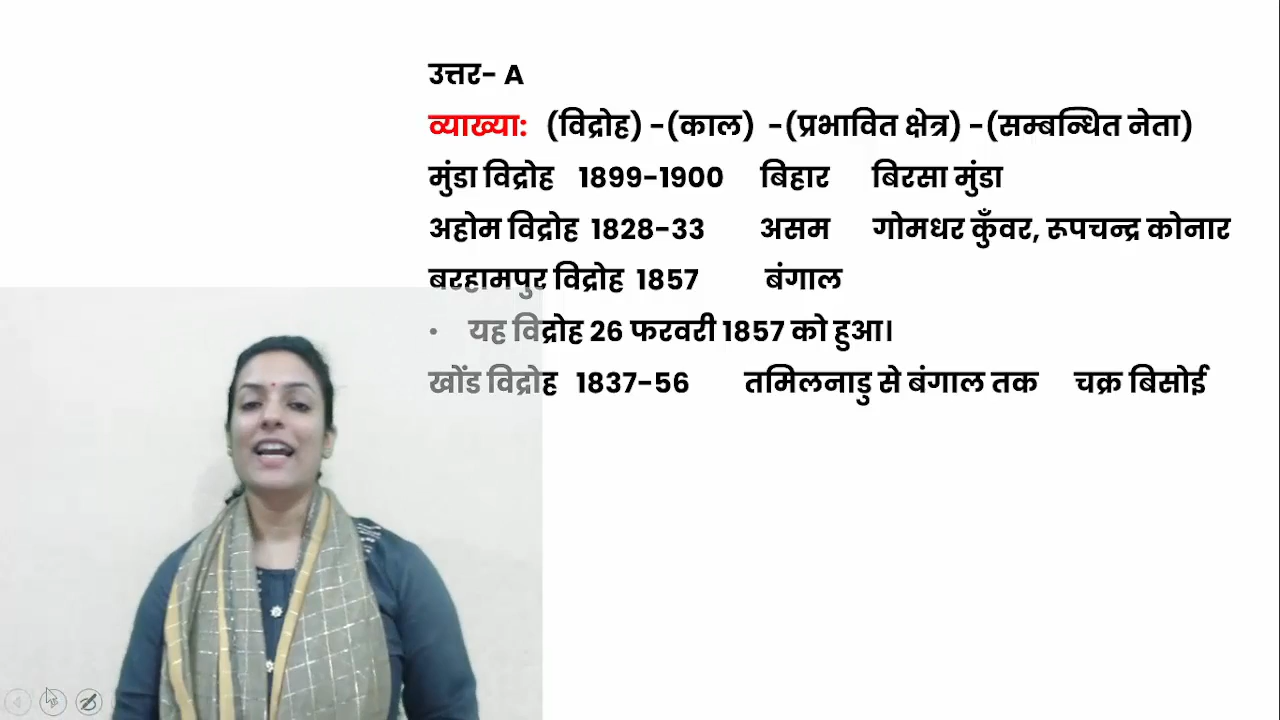 उत्तर- A
व्याख्या: (विद्रोह) -(काल) -(प्रभावित क्षेत्र) -(सम्बन्धित नेता)
मुंडा विद्रोह 1899-1900 बिहार बिरसा मुंडा
अहोम विद्रोह 1828-33 असम गोमधर कुँवर, रूपचन्द्र कोनार
बरहामपुर विद्रोह 1857 बंगाल
• यह विद्रोह 26 फरवरी 1857 को हुआ।
खोंड विद्रोह 1837-56 तमिलनाडु से बंगाल तक चक्र बिसोई